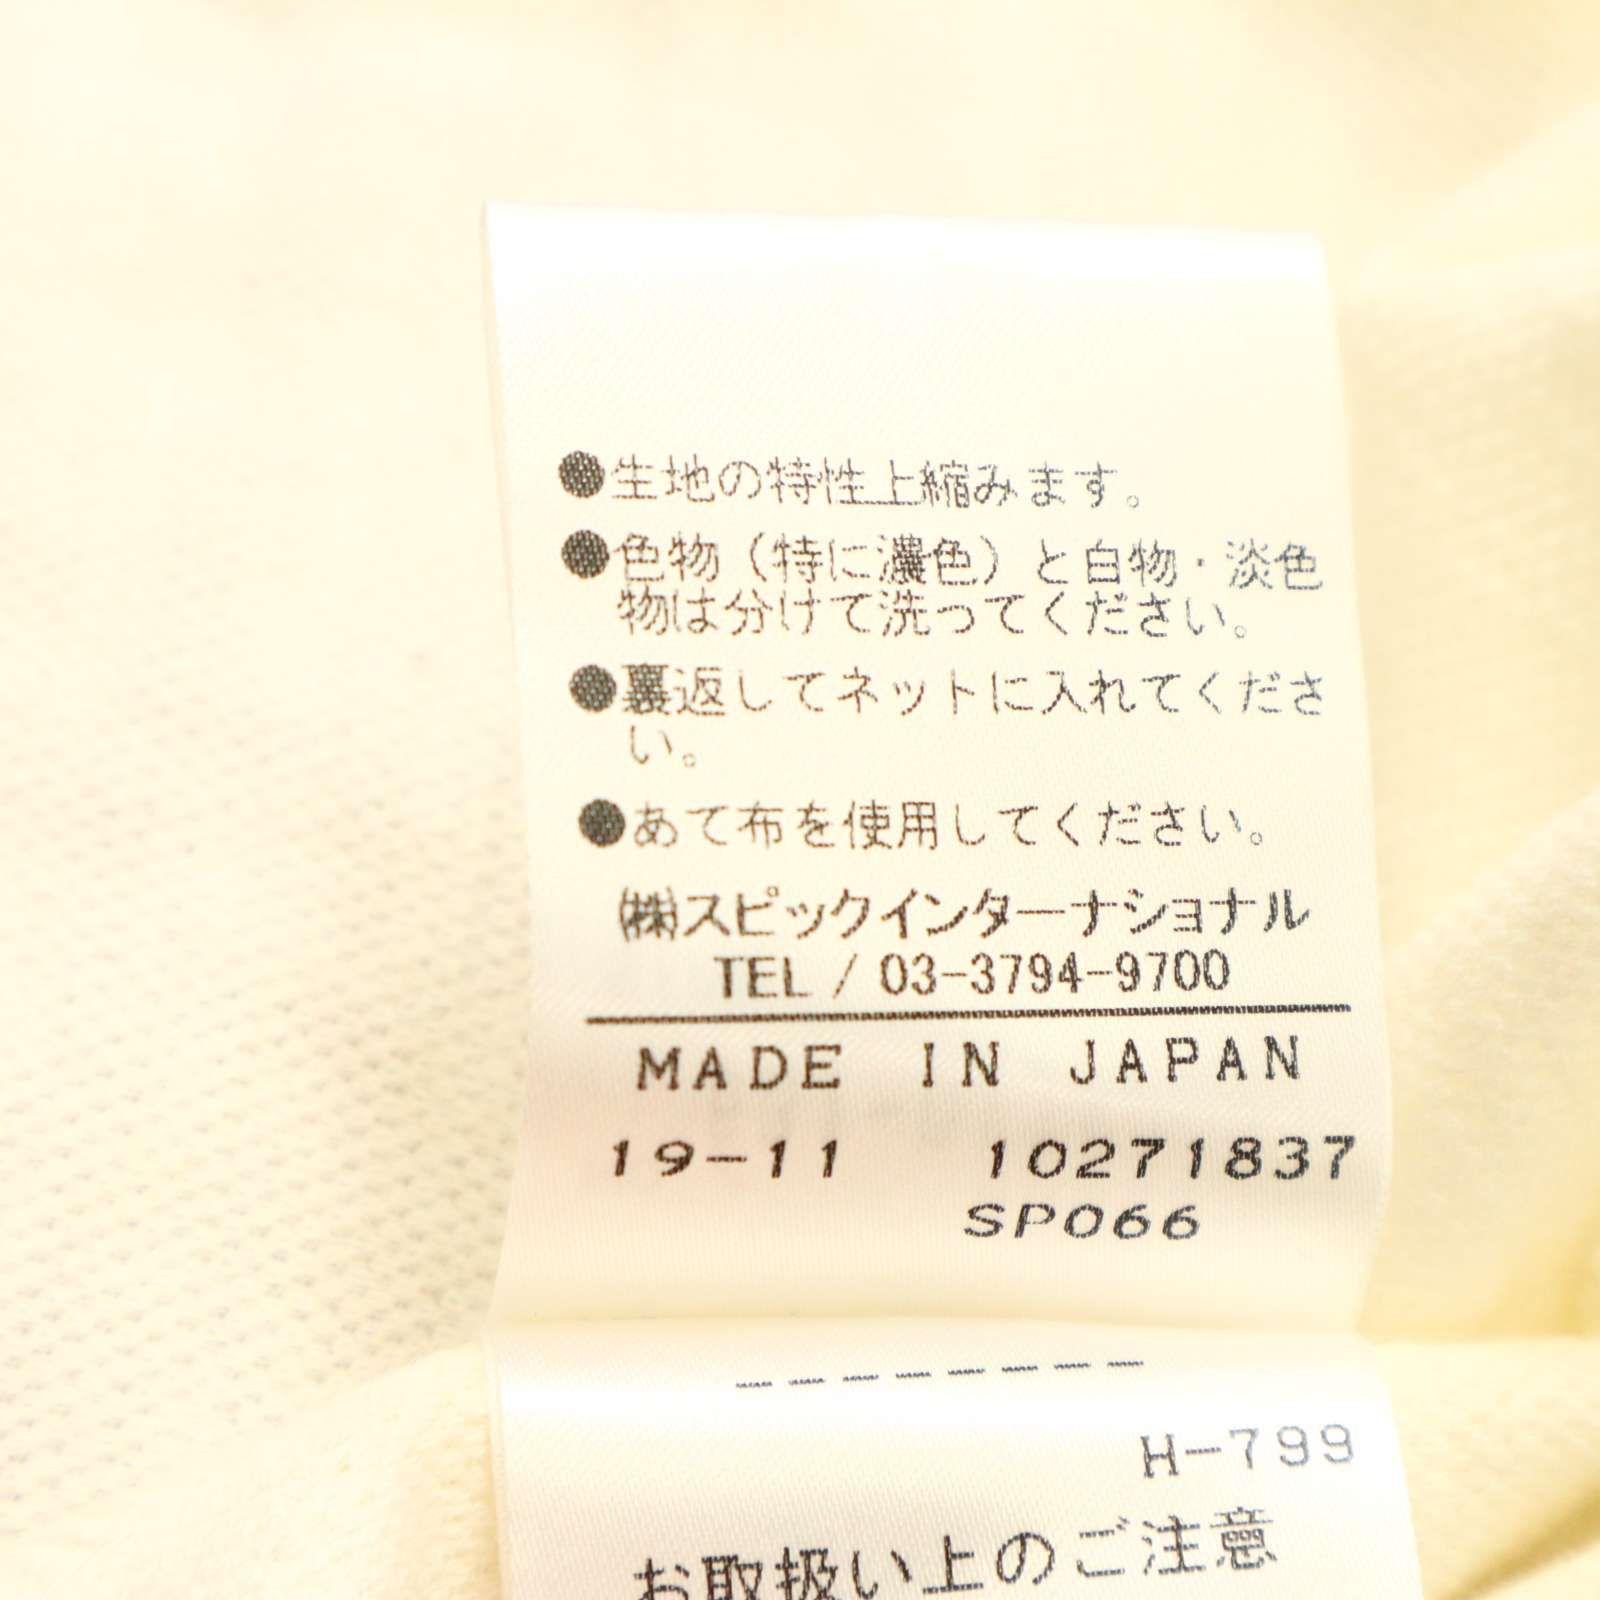 ●生地の特性上縮みます。
●色物（特に濃色）と白物・淡色
物は分けて洗ってください。
●裏返してネットに入れてくださ
い。
●あて布を使用してください。
㈱スピックインターナショナル
TEL / 03-3794-9700
MADE IN JAPAN
19-11 10271837
SP066
H-799
お取扱い上のご注意